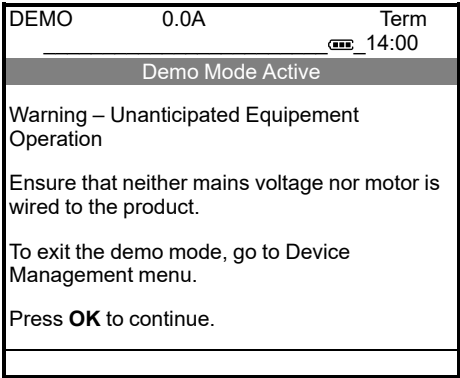 DEMO 0.0A Term
14:00
Demo Mode Active
Warning – Unanticipated Equipement
Operation
Ensure that neither mains voltage nor motor is
wired to the product.
To exit the demo mode, go to Device
Management menu.
Press OK to continue.